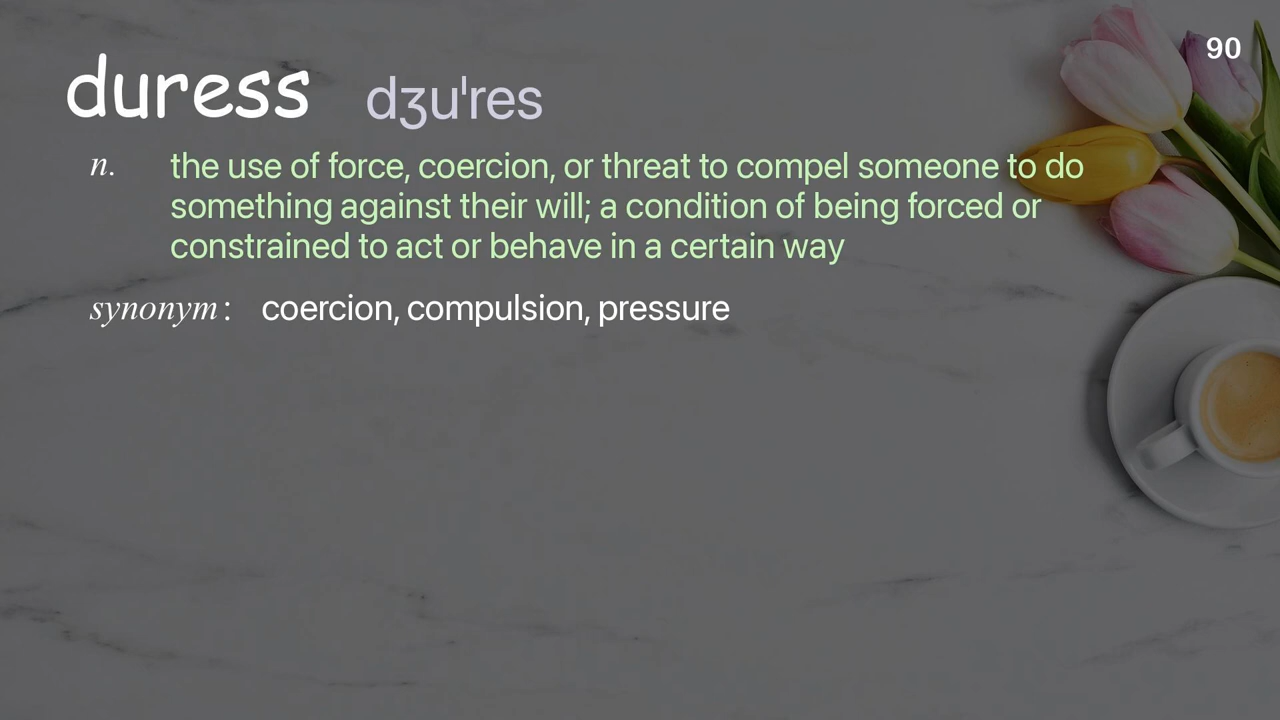 90
duress dʒuˈres
n. the use of force, coercion, or threat to compel someone to do
something against their will; a condition of being forced or
constrained to act or behave in a certain way
synonym : coercion, compulsion, pressure